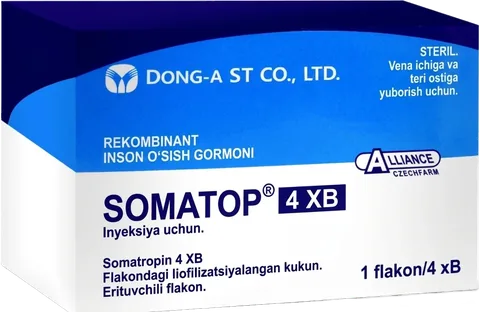 DONG-A ST CO., LTD.
STERIL.
Vena ichiga va
teri ostiga
yuborish uchun.
REKOMBINANT
INSON O‘SISH GORMONI
ALLIANCE
CZECHFARM
SOMATOP® 4 XB
Inyeksiya uchun.
Somatropin 4 XB
Flakondagi liofilizatsiyalangan kukun.
Erituvchili flakon.
1 flakon/4 xB